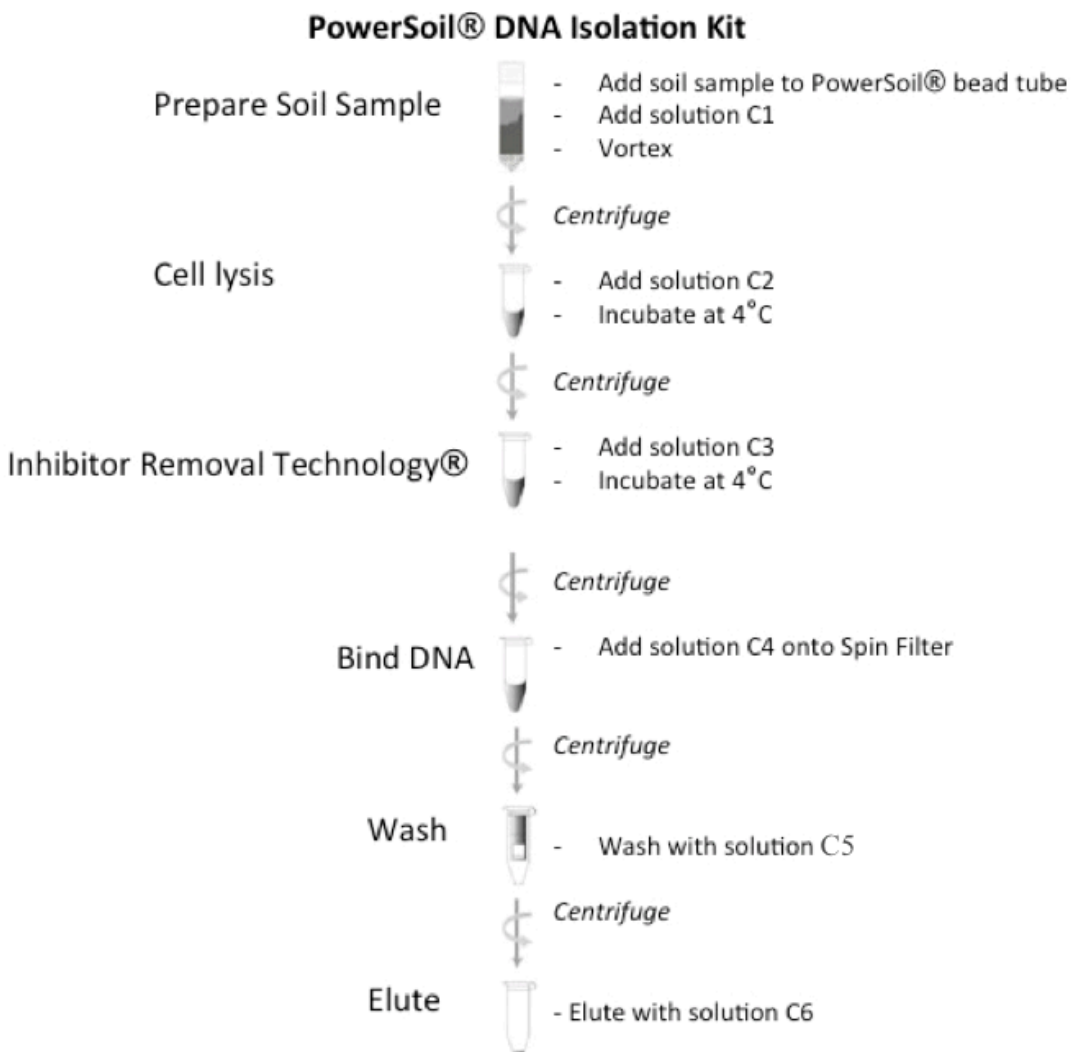 PowerSoil® DNA Isolation Kit
Prepare Soil Sample
- Add soil sample to PowerSoil® bead tube
- Add solution C1
- Vortex
Centrifuge
Cell lysis
- Add solution C2
- Incubate at 4°C
Centrifuge
Inhibitor Removal Technology®
- Add solution C3
- Incubate at 4°C
Centrifuge
Bind DNA
- Add solution C4 onto Spin Filter
Centrifuge
Wash
- Wash with solution C5
Centrifuge
Elute
- Elute with solution C6